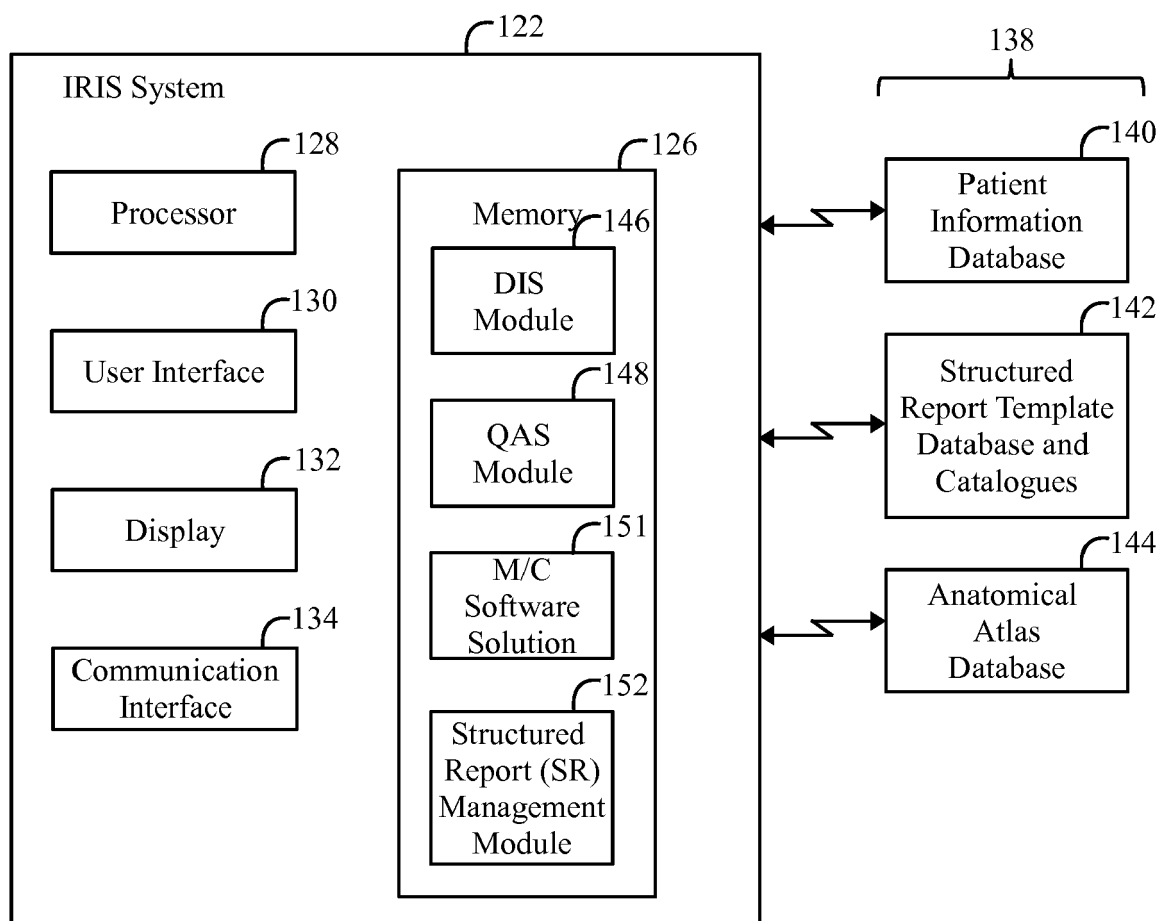 122
IRIS System
128
Processor
130
User Interface
132
Display
134
Communication
Interface
126
Memory
146
DIS
Module
148
QAS
Module
151
M/C
Software
Solution
152
Structured
Report (SR)
Management
Module
138
140
Patient
Information
Database
142
Structured
Report Template
Database and
Catalogues
144
Anatomical
Atlas
Database